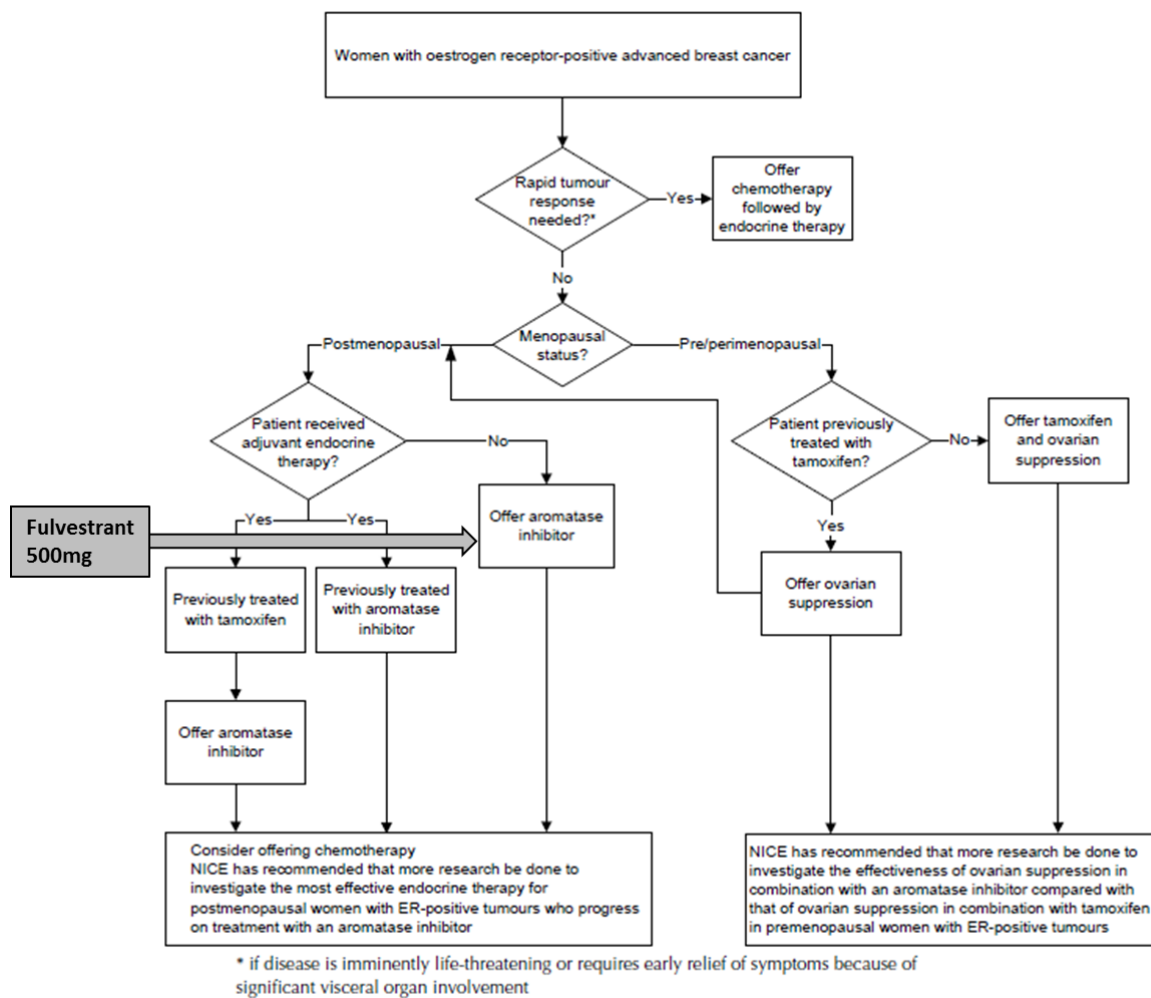 Women with oestrogen receptor-positive advanced breast cancer
Rapid tumour
response
needed?*
Yes
Offer
chemotherapy
followed by
endocrine therapy
No
Menopausal
status?
Postmenopausal
Pre/perimenopausal
Patient received
adjuvant endocrine
therapy?
No
Patient previously
treated with
tamoxifen?
No
Offer tamoxifen
and ovarian
suppression
Fulvestrant
500mg
Yes
Yes
Offer aromatase
inhibitor
Yes
Previously treated
with tamoxifen
Previously treated
with aromatase
inhibitor
Offer ovarian
suppression
Offer aromatase
inhibitor
Consider offering chemotherapy
NICE has recommended that more research be done to
investigate the most effective endocrine therapy for
postmenopausal women with ER-positive tumours who progress
on treatment with an aromatase inhibitor
NICE has recommended that more research be done to
investigate the effectiveness of ovarian suppression in
combination with an aromatase inhibitor compared with
that of ovarian suppression in combination with tamoxifen
in premenopausal women with ER-positive tumours
* if disease is imminently life-threatening or requires early relief of symptoms because of
significant visceral organ involvement